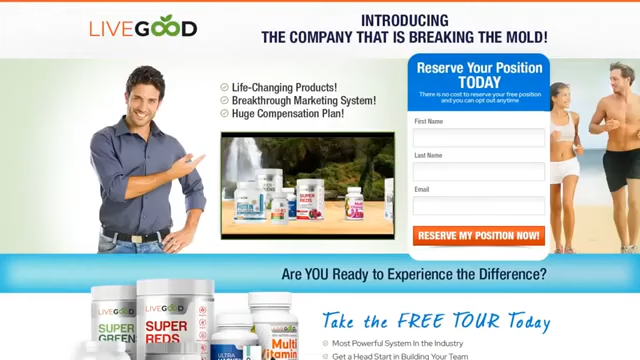 LIVEGOOD
INTRODUCING
THE COMPANY THAT IS BREAKING THE MOLD!
Life-Changing Products!
Breakthrough Marketing System!
Huge Compensation Plan!
SUPER
REDS
Reserve Your Position
TODAY
There is no cost to reserve your free position
and you can opt out anytime
First Name
Last Name
Email
RESERVE MY POSITION NOW!
Are YOU Ready to Experience the Difference?
LIVEGOOD
SUPER
GREENS
LIVEGOOD
SUPER
REDS
ULTRA
LIVEGOOD
Multi
Vitamin
Take the FREE TOUR Today
Most Powerful System In the Industry
Get a Head Start in Building Your Team